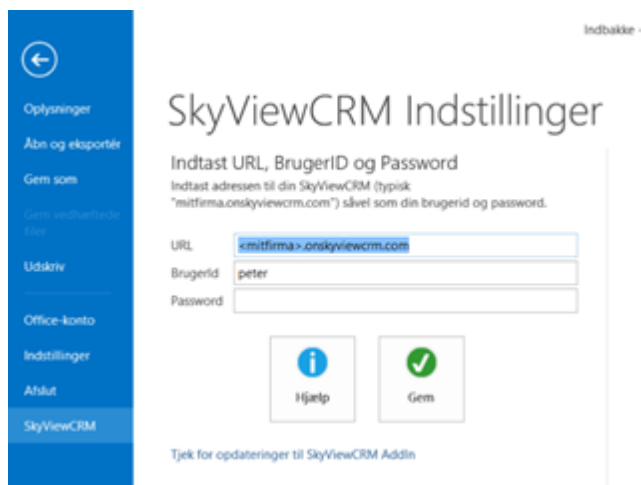 Indbakke -
Oplysninger
Åbn og eksportér
Gem som
Gem vedhæftede
filer
Udskriv
Office-konto
Indstillinger
Afslut
SkyViewCRM
SkyViewCRM Indstillinger
Indtast URL, BrugerID og Password
Indtast adressen til din SkyViewCRM (typisk
"mitfirma.onskyviewcrm.com") såvel som din brugerid og password.
URL <mitfirma>.onskyviewcrm.com
BrugerId peter
Password
Hjælp Gem
Tjek for opdateringer til SkyViewCRM AddIn